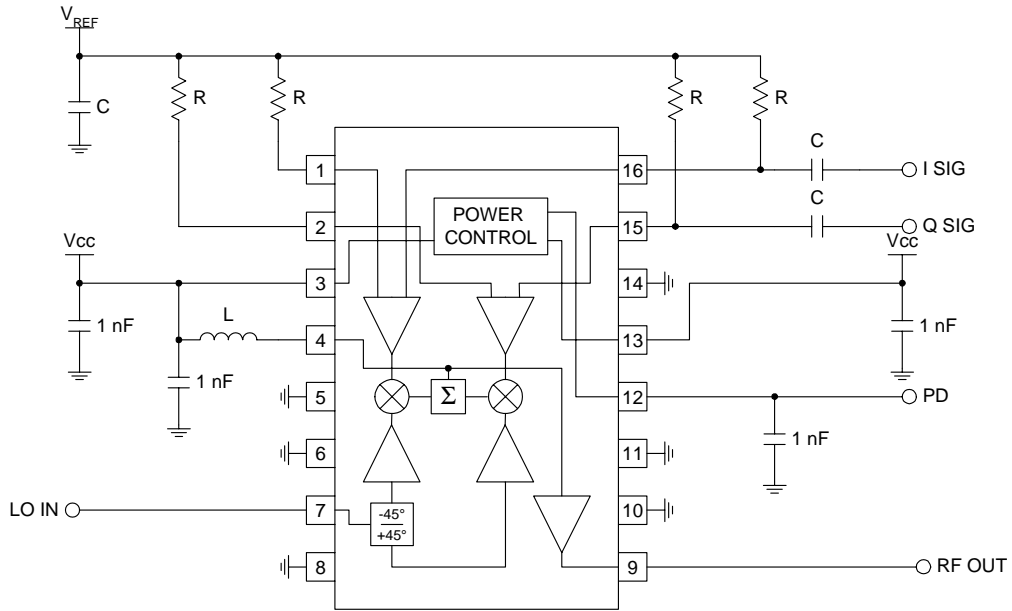 VREF
C
R
R
R
R
C
I SIG
C
Q SIG
1
16
2
15
POWER
CONTROL
Vcc
Vcc
3
14
1 nF
L
4
13
1 nF
1 nF
Σ
5
12
PD
1 nF
6
11
LO IN
7
-45°
+45°
10
8
9
RF OUT